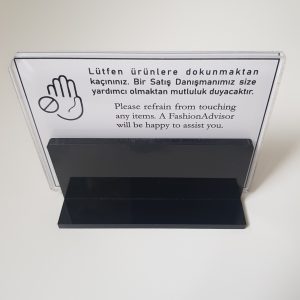 Lütfen ürünlere dokunmaktan
kaçınınız. Bir Satış Danışmanımız size
yardımcı olmaktan mutluluk duyacaktır.
Please refrain from touching
any items. A FashionAdvisor
will be happy to assist you.